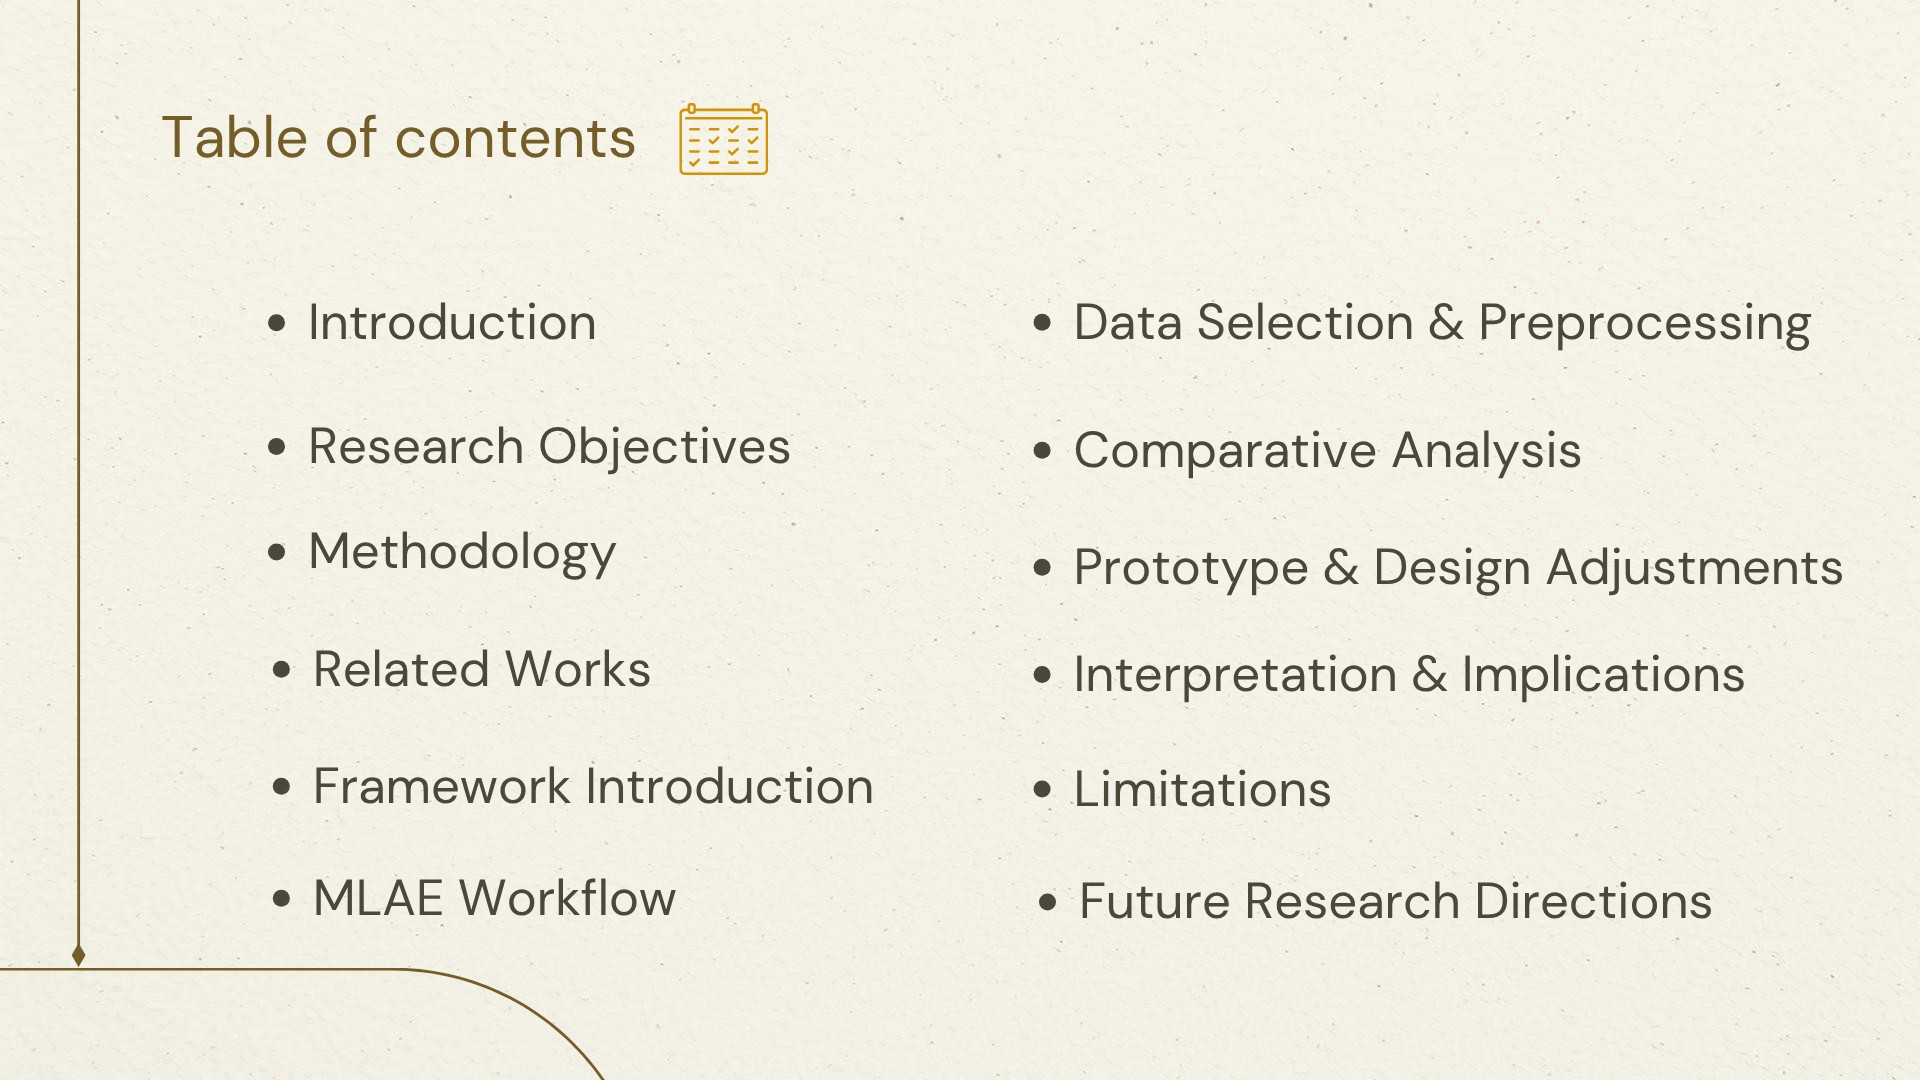 Table of contents
• Introduction
• Research Objectives
• Methodology
• Related Works
• Framework Introduction
• MLAE Workflow
• Data Selection & Preprocessing
• Comparative Analysis
• Prototype & Design Adjustments
• Interpretation & Implications
• Limitations
• Future Research Directions